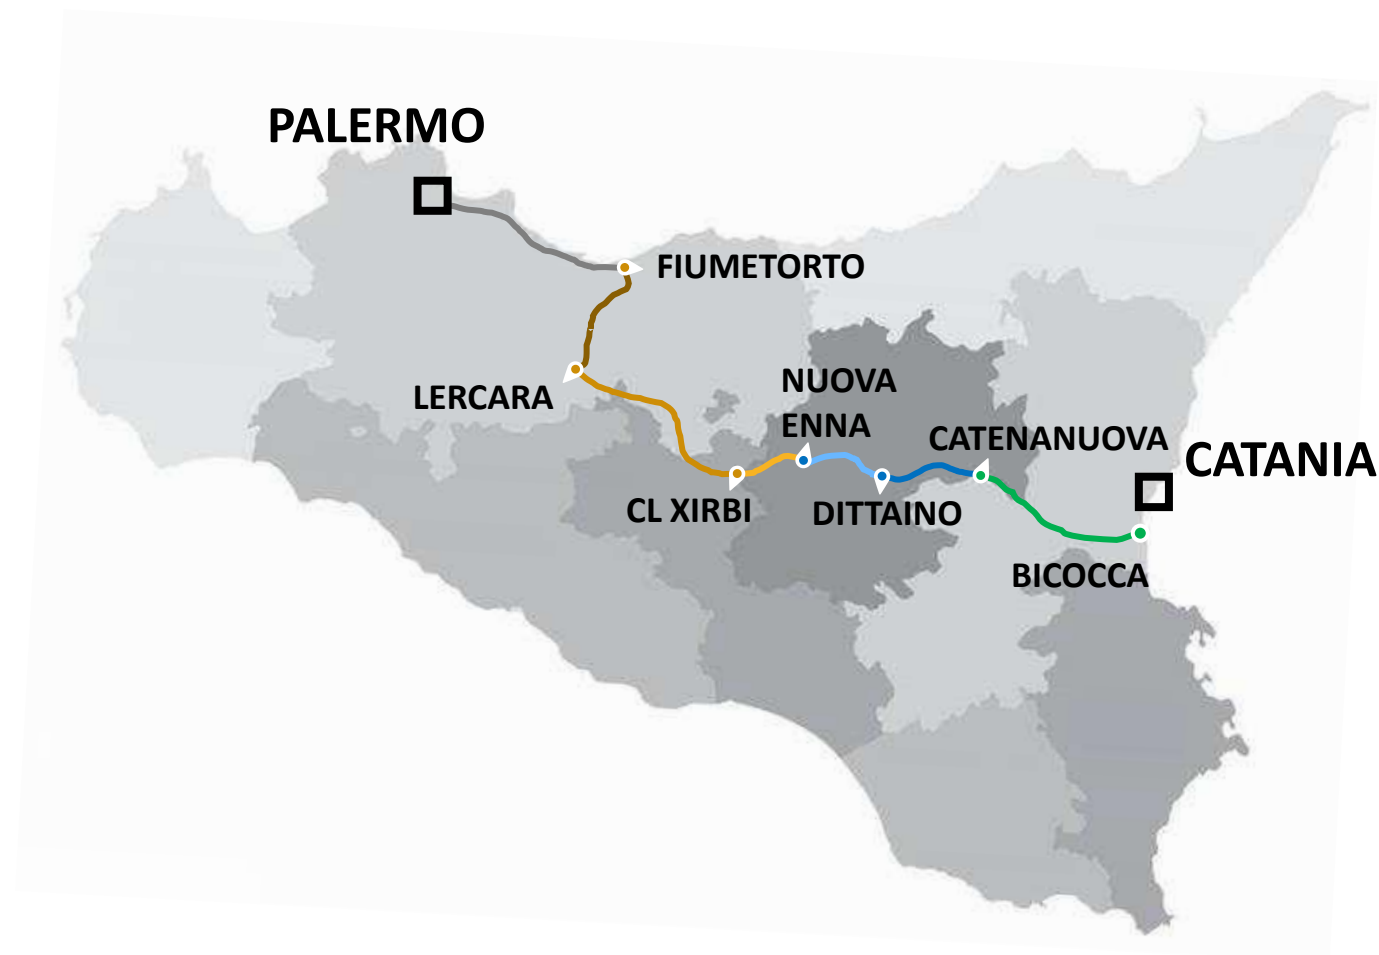 PALERMO
FIUMETORTO
LERCARA
NUOVA
ENNA
CATENANUOVA
CATANIA
CL XIRBI
DITTAINO
BICOCCA